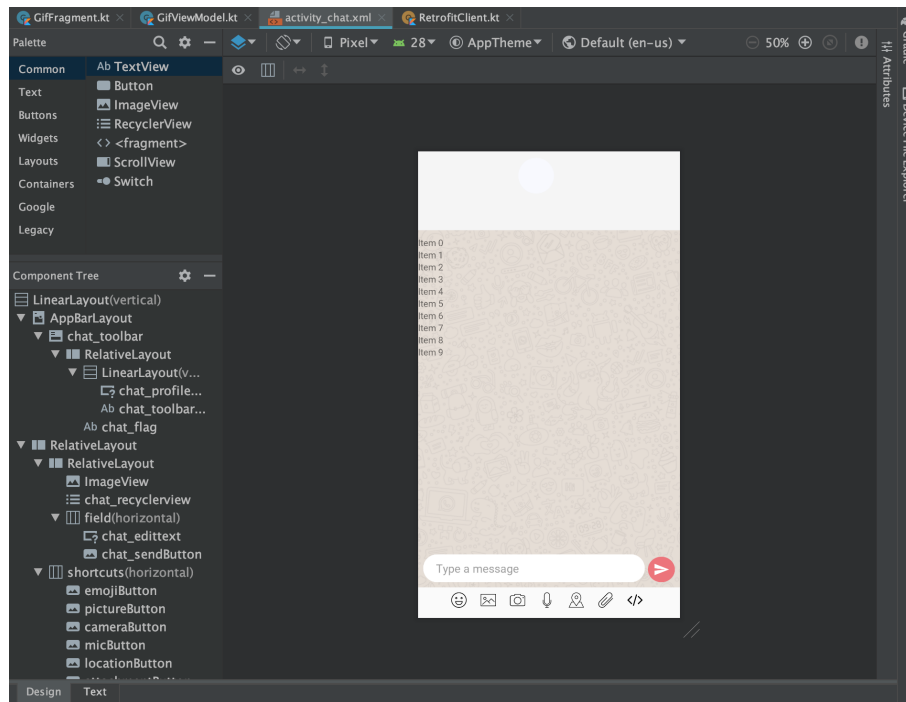 GifFragment.kt GifViewModel.kt activity_chat.xml RetrofitClient.kt
Palette
Common
Text
Buttons
Widgets
Layouts
Containers
Google
Legacy
Ab TextView
Button
ImageView
RecyclerView
<> <fragment>
ScrollView
Switch
Pixel 28 AppTheme Default (en-us) 50%
Attributes
Gradle
Device File Explorer
Component Tree
LinearLayout(vertical)
AppBarLayout
chat_toolbar
RelativeLayout
LinearLayout(v...
chat_profile...
Ab chat_toolbar...
Ab chat_flag
RelativeLayout
RelativeLayout
ImageView
chat_recyclerview
field(horizontal)
chat_edittext
chat_sendButton
shortcuts(horizontal)
emojiButton
pictureButton
cameraButton
micButton
locationButton
Item 0
Item 1
Item 2
Item 3
Item 4
Item 5
Item 6
Item 7
Item 8
Item 9
Type a message
</>
Design Text